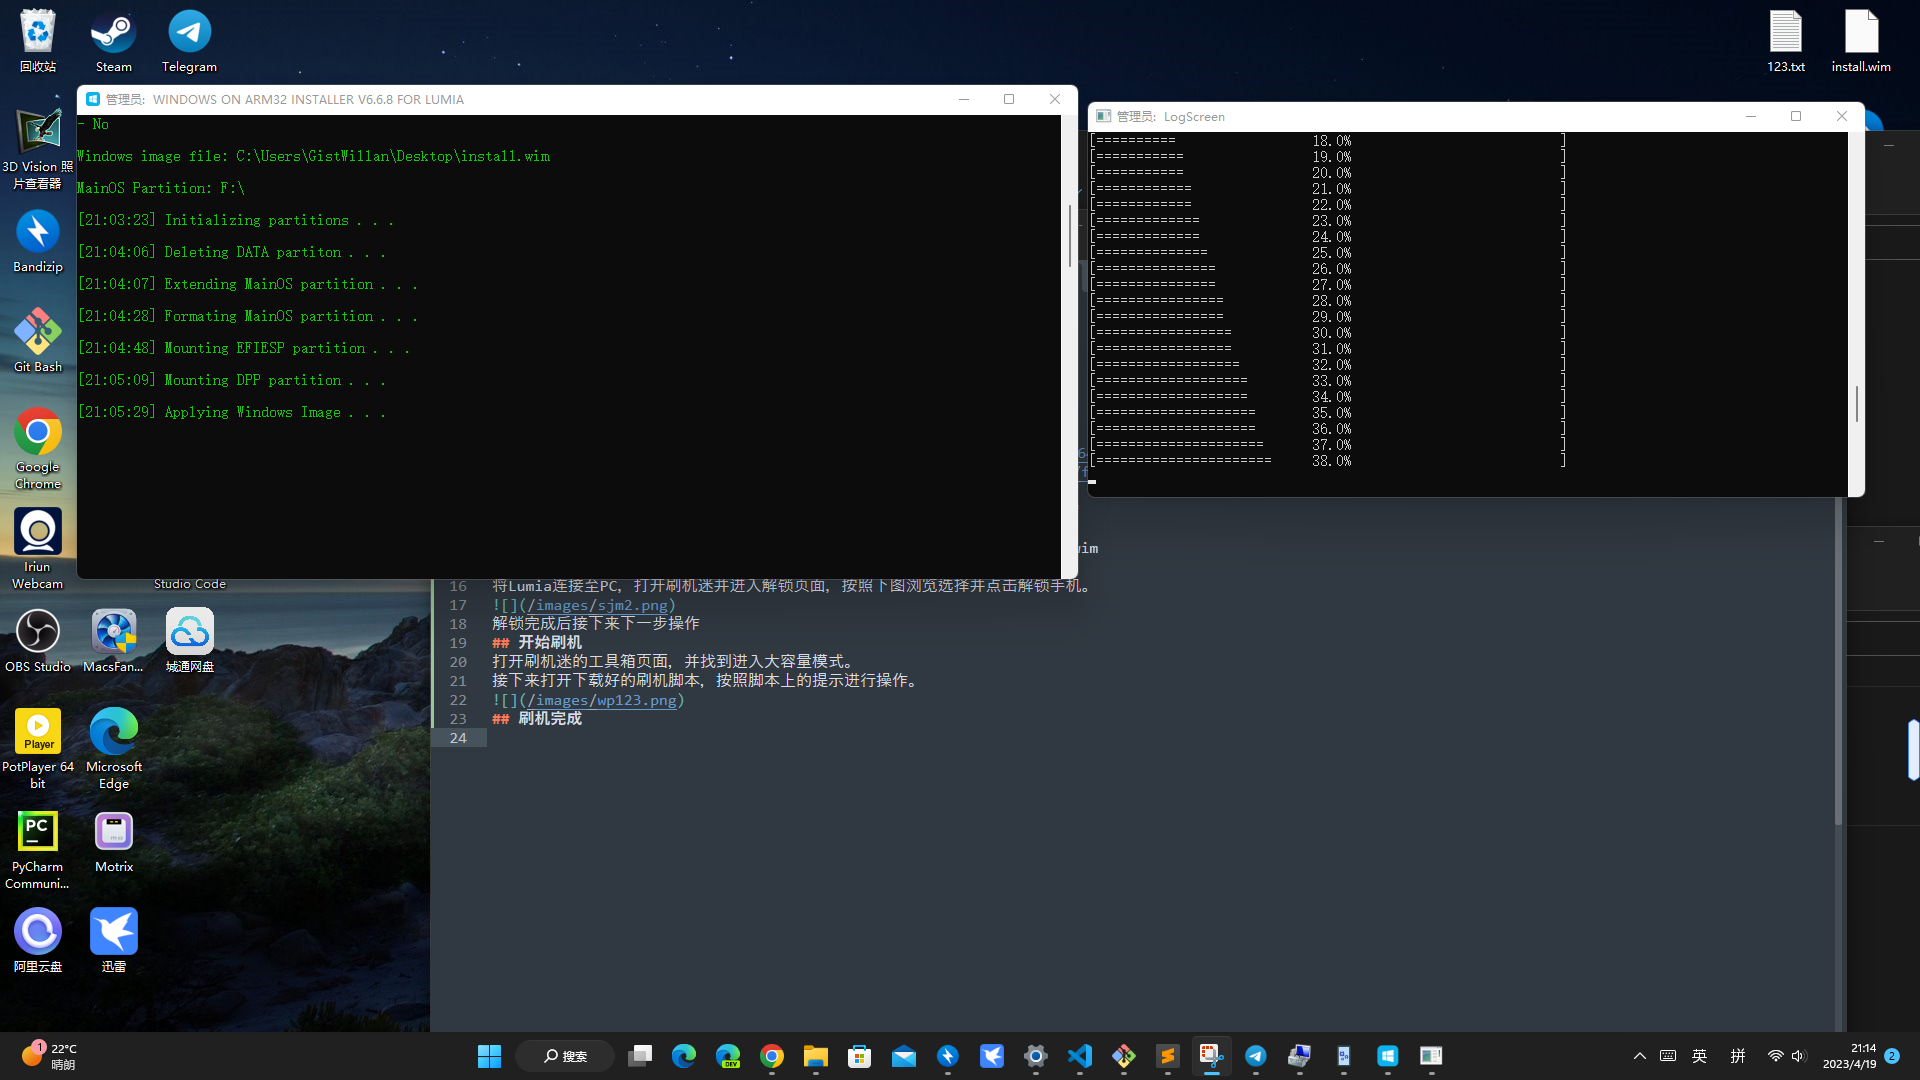 回收站
Steam
Telegram
123.txt
install.wim
3D Vision 照
片查看器
Bandizip
Git Bash
Google
Chrome
Iriun
Webcam
Studio Code
OBS Studio
MacsFan...
域通网盘
PotPlayer 64
bit
Microsoft
Edge
PyCharm
Communi...
Motrix
阿里云盘
迅雷
管理员: WINDOWS ON ARM32 INSTALLER V6.6.8 FOR LUMIA
- No
Windows image file: C:\Users\GistWillan\Desktop\install.wim
MainOS Partition: F:\
[21:03:23] Initializing partitions . . .
[21:04:06] Deleting DATA partiton . . .
[21:04:07] Extending MainOS partition . . .
[21:04:28] Formating MainOS partition . . .
[21:04:48] Mounting EFIESP partition . . .
[21:05:09] Mounting DPP partition . . .
[21:05:29] Applying Windows Image . . .
管理员: LogScreen
[========== 18.0% ]
[=========== 19.0% ]
[=========== 20.0% ]
[============ 21.0% ]
[============ 22.0% ]
[============= 23.0% ]
[============= 24.0% ]
[============== 25.0% ]
[=============== 26.0% ]
[=============== 27.0% ]
[================ 28.0% ]
[================ 29.0% ]
[================= 30.0% ]
[================= 31.0% ]
[================== 32.0% ]
[=================== 33.0% ]
[=================== 34.0% ]
[==================== 35.0% ]
[==================== 36.0% ]
[===================== 37.0% ]
[====================== 38.0% ]
16 将Lumia连接至PC，打开刷机迷并进入解锁页面，按照下图浏览选择并点击解锁手机。
17 ![](/images/sjm2.png)
18 解锁完成后接下来下一步操作
19 ## 开始刷机
20 打开刷机迷的工具箱页面，并找到进入大容量模式。
21 接下来打开下载好的刷机脚本，按照脚本上的提示进行操作。
22 ![](/images/wp123.png)
23 ## 刷机完成
24
1
22°C
晴朗
搜索
英
拼
21:14
2023/4/19
2